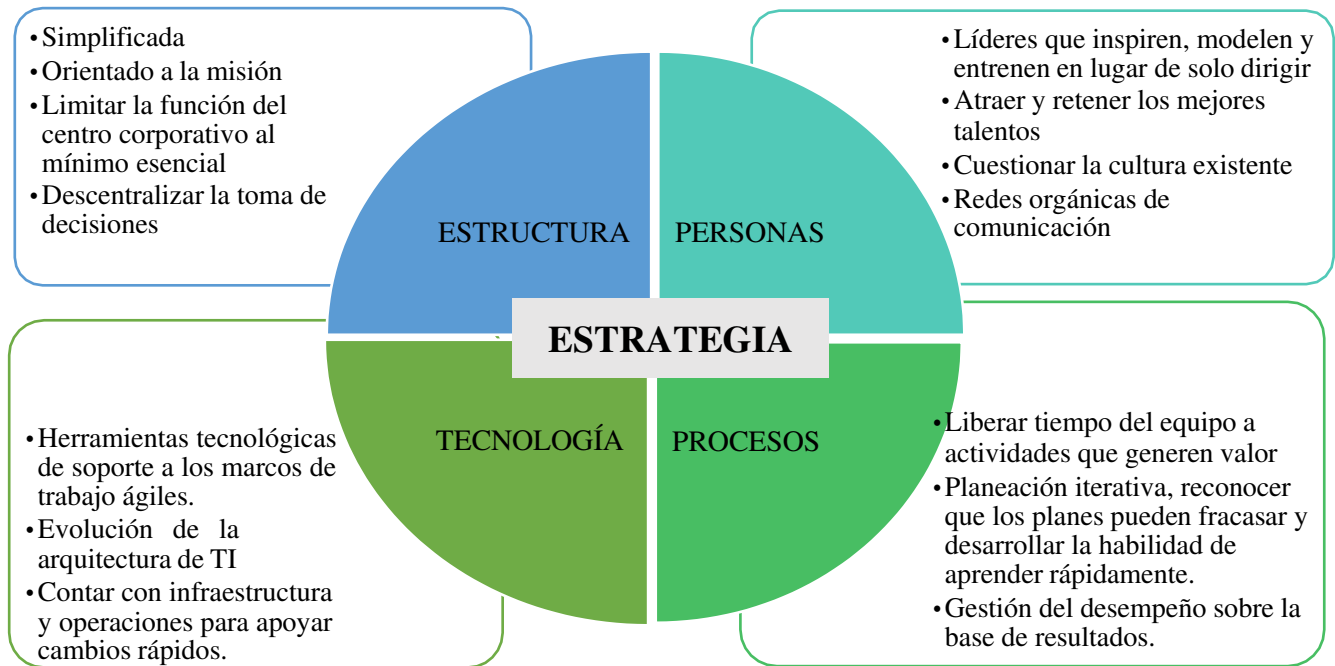 •Simplificada
•Orientado a la misión
•Limitar la función del
centro corporativo al
mínimo esencial
•Descentralizar la toma de
decisiones
•Líderes que inspiren, modelen y
entrenen en lugar de solo dirigir
•Atraer y retener los mejores
talentos
•Cuestionar la cultura existente
•Redes orgánicas de
comunicación
ESTRUCTURA
PERSONAS
ESTRATEGIA
TECNOLOGÍA
PROCESOS
•Herramientas tecnológicas
de soporte a los marcos de
trabajo ágiles.
•Evolución de la
arquitectura de TI
•Contar con infraestructura
y operaciones para apoyar
cambios rápidos.
•Liberar tiempo del equipo a
actividades que generen valor
•Planeación iterativa, reconocer
que los planes pueden fracasar y
desarrollar la habilidad de
aprender rápidamente.
•Gestión del desempeño sobre la
base de resultados.